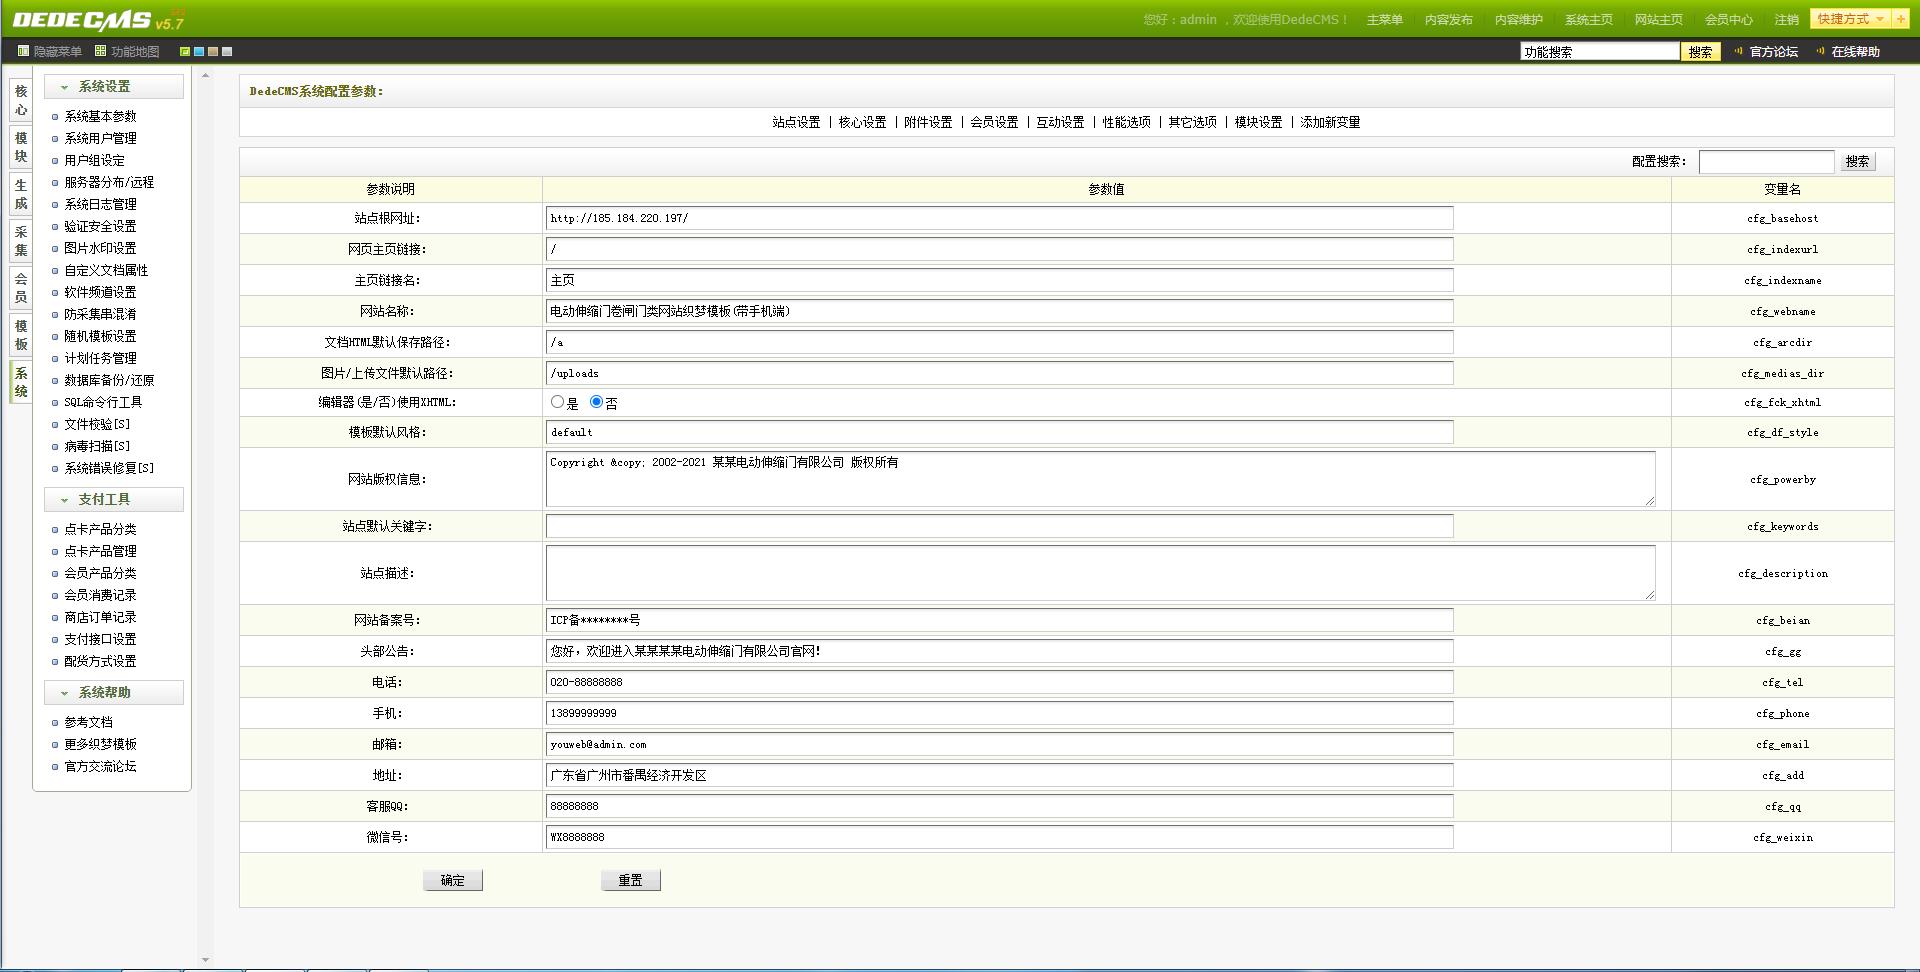 DEDECMS v5.7
您好：admin ，欢迎使用DedeCMS！ 主菜单 内容发布 内容维护 系统主页 网站主页 会员中心 注销 快捷方式 +
隐藏菜单 功能地图 功能搜索 搜索 官方论坛 在线帮助
核心
模块
生成
采集
会员
模板
系统
系统设置
系统基本参数
系统用户管理
用户组设定
服务器分布/远程
系统日志管理
验证安全设置
图片水印设置
自定义文档属性
软件频道设置
防采集串混淆
随机模板设置
计划任务管理
数据库备份/还原
SQL命令行工具
文件校验[S]
病毒扫描[S]
系统错误修复[S]
支付工具
点卡产品分类
点卡产品管理
会员产品分类
会员消费记录
商店订单记录
支付接口设置
配货方式设置
系统帮助
参考文档
更多织梦模板
官方交流论坛
DedeCMS系统配置参数：
站点设置 | 核心设置 | 附件设置 | 会员设置 | 互动设置 | 性能选项 | 其它选项 | 模块设置 | 添加新变量
配置搜索： 搜索
参数说明 参数值 变量名
站点根网址： http://185.184.220.197/ cfg_basehost
网页主页链接： / cfg_indexurl
主页链接名： 主页 cfg_indexname
网站名称： 电动伸缩门卷闸门类网站织梦模板(带手机端) cfg_webname
文档HTML默认保存路径： /a cfg_arcdir
图片/上传文件默认路径： /uploads cfg_medias_dir
编辑器(是/否)使用XHTML： 是 否 cfg_fck_xhtml
模板默认风格： default cfg_df_style
网站版权信息： Copyright &copy; 2002-2021 某某电动伸缩门有限公司 版权所有 cfg_powerby
站点默认关键字： cfg_keywords
站点描述： cfg_description
网站备案号： ICP备********号 cfg_beian
头部公告： 您好，欢迎进入某某某某电动伸缩门有限公司官网！ cfg_gg
电话： 020-88888888 cfg_tel
手机： 13899999999 cfg_phone
邮箱： youweb@admin.com cfg_email
地址： 广东省广州市番禺经济开发区 cfg_add
客服QQ： 88888888 cfg_qq
微信号： WX8888888 cfg_weixin
确定 重置